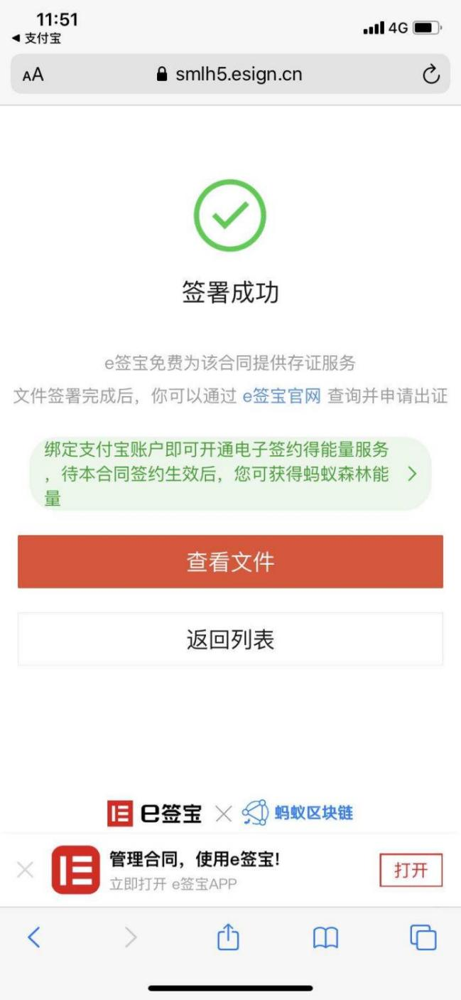 11:51
◀ 支付宝
4G
AA
smlh5.esign.cn
签署成功
e签宝免费为该合同提供存证服务
文件签署完成后，你可以通过 e签宝官网 查询并申请出证
绑定支付宝账户即可开通电子签约得能量服务
，待本合同签约生效后，您可获得蚂蚁森林能
量
查看文件
返回列表
e签宝
蚂蚁区块链
管理合同，使用e签宝!
立即打开 e签宝APP
打开